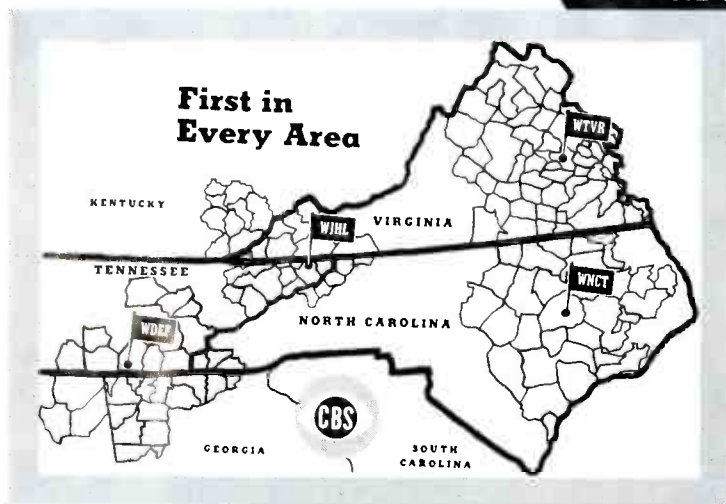 First in
Every Area
WTVR
KENTUCKY
WJHL
VIRGINIA
TENNESSEE
WNCT
WDEF
NORTH CAROLINA
CBS
GEORGIA
SOUTH
CAROLINA